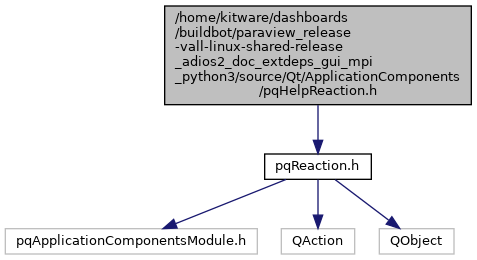 /home/kitware/dashboards
/buildbot/paraview_release
-vall-linux-shared-release
_adios2_doc_extdeps_gui_mpi
_python3/source/Qt/ApplicationComponents
/pqHelpReaction.h
pqReaction.h
pqApplicationComponentsModule.h
QAction
QObject